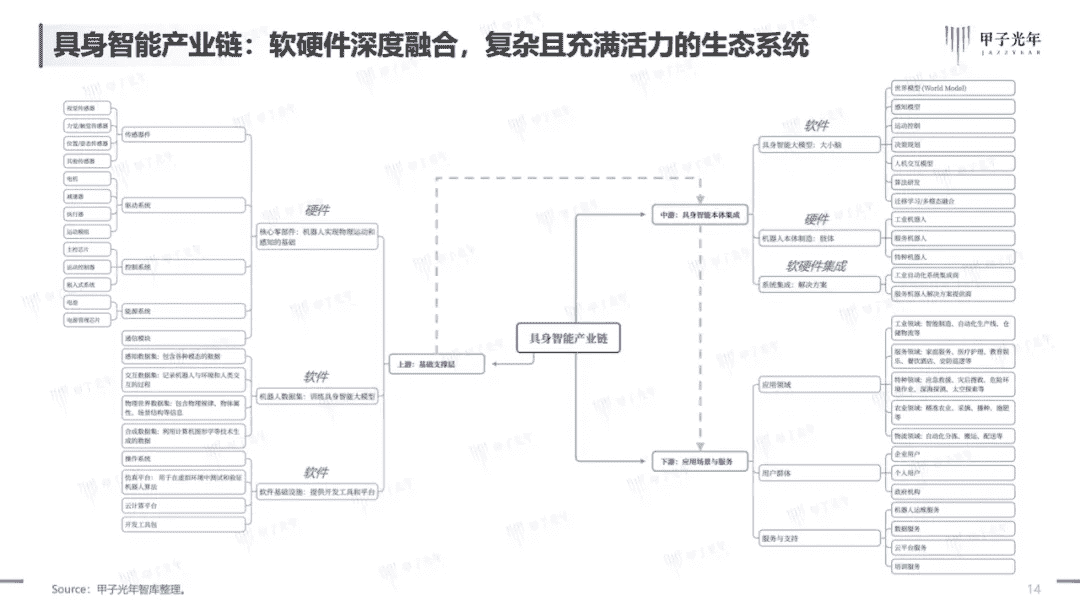 具身智能产业链：软硬件深度融合，复杂且充满活力的生态系统
甲子光年
JAZZYEAR
视觉传感器
力觉/触觉传感器
位置/姿态传感器
其他传感器
传感器件
电机
减速器
执行器
运动模组
驱动系统
主控芯片
运动控制器
嵌入式系统
控制系统
电池
电源管理芯片
能源系统
通信模块
硬件
核心零部件：机器人实现物理运动和
感知的基础
感知数据集：包含各种模态的数据
交互数据集：记录机器人与环境和人类交
互的过程
物理世界数据集：包含物理规律、物体属
性、场景结构等信息
合成数据集：利用计算机图形学等技术生
成的数据
软件
机器人数据集：训练具身智能大模型
操作系统
仿真平台：用于在虚拟环境中测试和验证
机器人算法
云计算平台
开发工具包
软件
软件基础设施：提供开发工具和平台
上游：基础支撑层
具身智能产业链
中游：具身智能本体集成
软件
具身智能大模型：大小脑
世界模型 (World Model)
感知模型
运动控制
决策规划
人机交互模型
算法研发
迁移学习/多模态融合
硬件
机器人本体制造：肢体
工业机器人
服务机器人
特种机器人
软硬件集成
系统集成：解决方案
工业自动化系统集成商
服务机器人解决方案提供商
下游：应用场景与服务
应用领域
工业领域：智能制造、自动化生产线、仓
储物流等
服务领域：家庭服务、医疗护理、教育娱
乐、餐饮酒店、安防巡逻等
特种领域：应急救援、灾后搜救、危险环
境作业、深海探测、太空探索等
农业领域：精准农业、采摘、播种、施肥
等
物流领域：自动化分拣、搬运、配送等
用户群体
企业用户
个人用户
政府机构
服务与支持
机器人运维服务
数据服务
云平台服务
培训服务
Source：甲子光年智库整理。
14